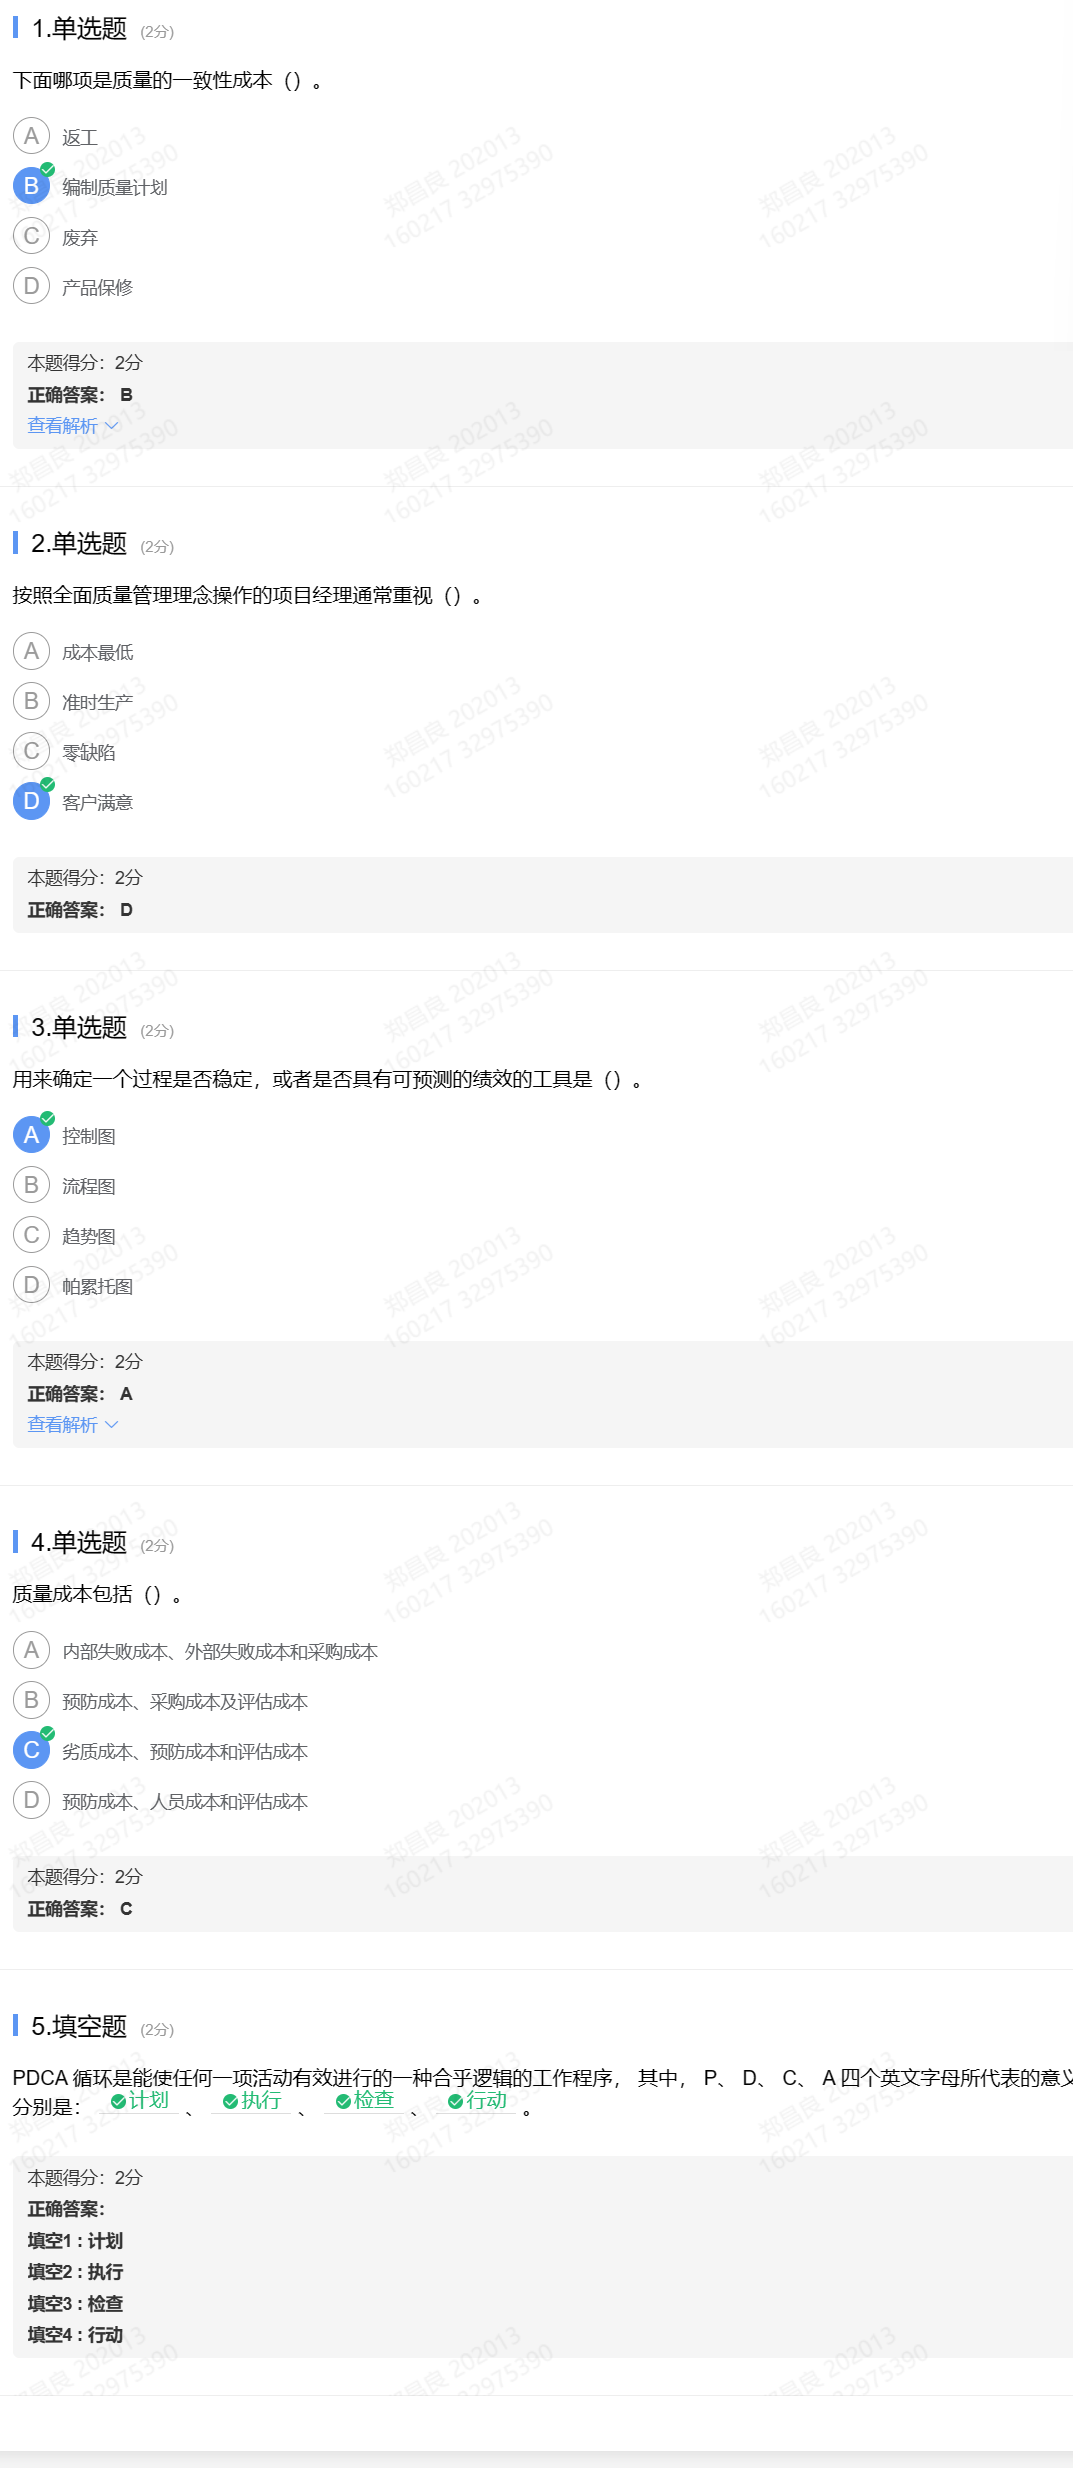 1.单选题 (2分)
下面哪项是质量的一致性成本（）。
A 返工
B 编制质量计划
C 废弃
D 产品保修
本题得分：2分
正确答案： B
查看解析
2.单选题 (2分)
按照全面质量管理理念操作的项目经理通常重视（）。
A 成本最低
B 准时生产
C 零缺陷
D 客户满意
本题得分：2分
正确答案： D
3.单选题 (2分)
用来确定一个过程是否稳定，或者是否具有可预测的绩效的工具是（）。
A 控制图
B 流程图
C 趋势图
D 帕累托图
本题得分：2分
正确答案： A
查看解析
4.单选题 (2分)
质量成本包括（）。
A 内部失败成本、外部失败成本和采购成本
B 预防成本、采购成本及评估成本
C 劣质成本、预防成本和评估成本
D 预防成本、人员成本和评估成本
本题得分：2分
正确答案： C
5.填空题 (2分)
PDCA 循环是能使任何一项活动有效进行的一种合乎逻辑的工作程序， 其中， P、 D、 C、 A 四个英文字母所代表的意义
分别是： 计划 、 执行 、 检查 、 行动 。
本题得分：2分
正确答案：
填空1 : 计划
填空2 : 执行
填空3 : 检查
填空4 : 行动
郑昌良 202013
160217 32975390